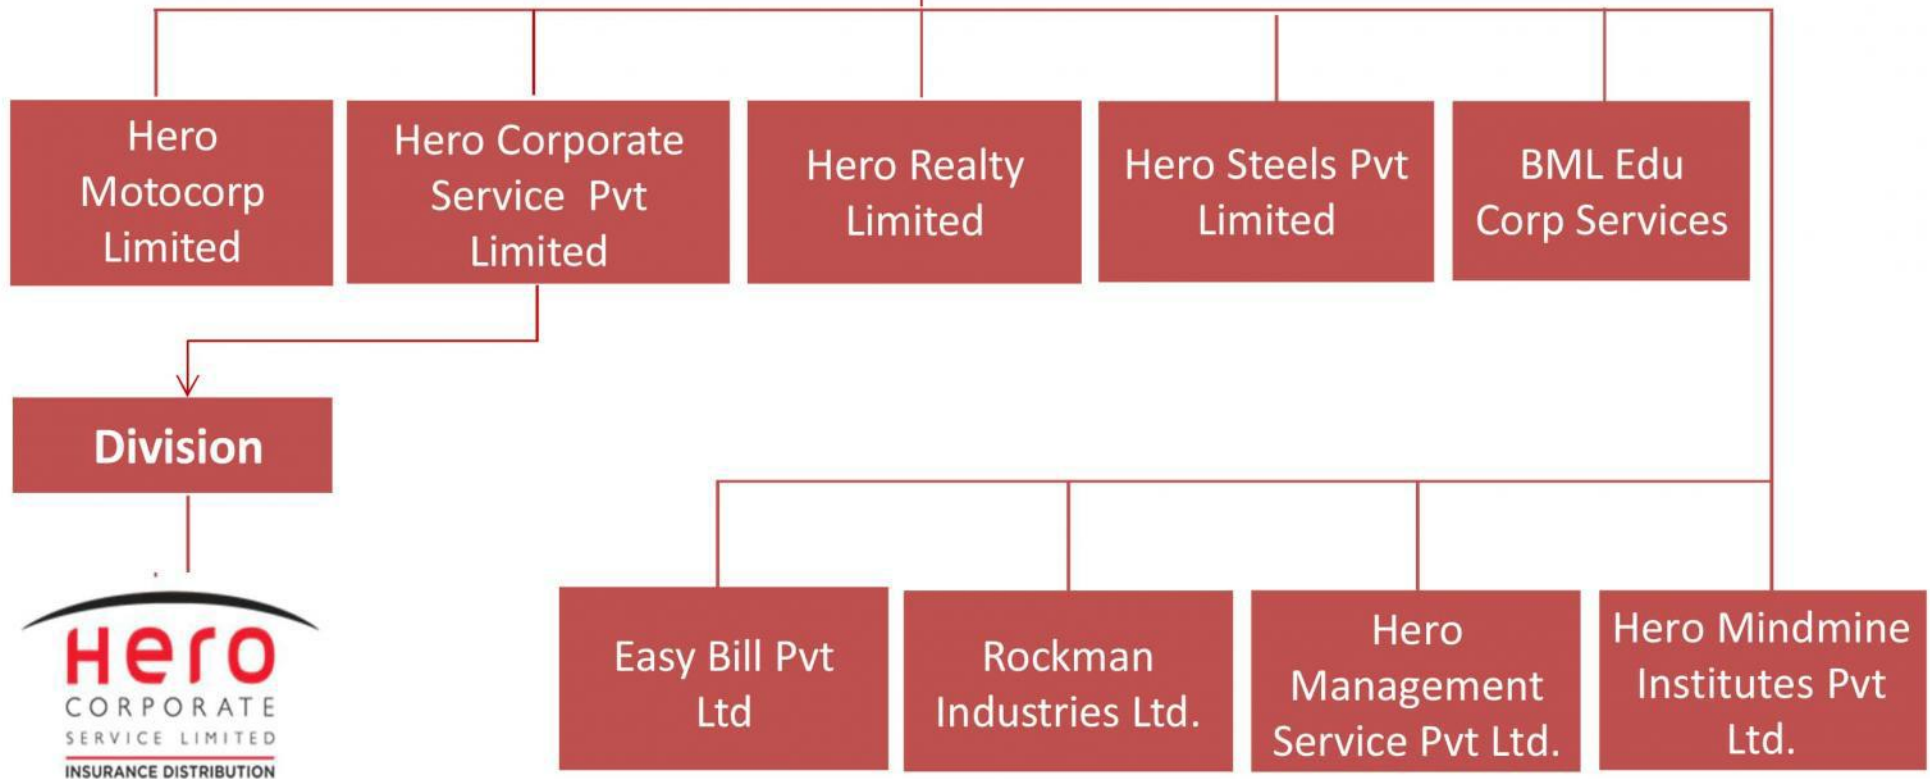 Hero
Motocorp
Limited
Hero Corporate
Service Pvt
Limited
Hero Realty
Limited
Hero Steels Pvt
Limited
BML Edu
Corp Services
Division
Hero
CORPORATE
SERVICE LIMITED
INSURANCE DISTRIBUTION
Easy Bill Pvt
Ltd
Rockman
Industries Ltd.
Hero
Management
Service Pvt Ltd.
Hero Mindmine
Institutes Pvt
Ltd.